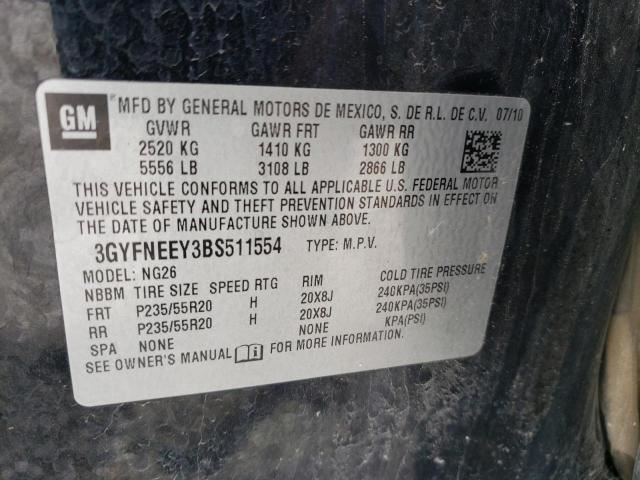 GM MFD BY GENERAL MOTORS DE MEXICO, S. DE R.L. DE C.V. 07/10
GVWR GAWR FRT GAWR RR
2520 KG 1410 KG 1300 KG
5556 LB 3108 LB 2866 LB
THIS VEHICLE CONFORMS TO ALL APPLICABLE U.S. FEDERAL MOTOR
VEHICLE SAFETY AND THEFT PREVENTION STANDARDS IN EFFECT ON
THE DATE OF MANUFACTURE SHOWN ABOVE.
3GYFNEEY3BS511554 TYPE: M.P.V.
MODEL: NG26
NBBM TIRE SIZE SPEED RTG RIM COLD TIRE PRESSURE
FRT P235/55R20 H 20X8J 240KPA(35PSI)
RR P235/55R20 H 20X8J 240KPA(35PSI)
SPA NONE NONE KPA(PSI)
SEE OWNER'S MANUAL FOR MORE INFORMATION.